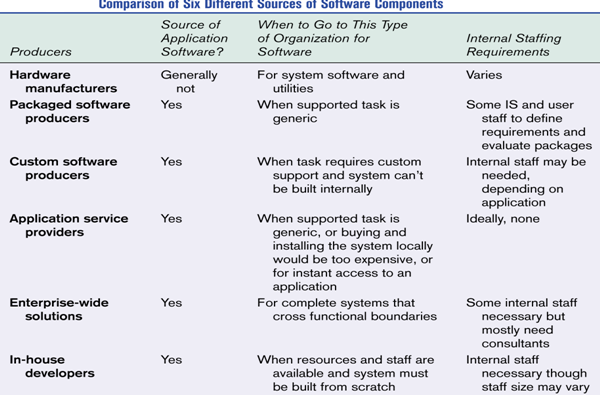 Comparison of Six Different Sources of Software Components
Source of When to Go to This Type
Application of Organization for Internal Staffing
Producers Software? Software Requirements
Hardware Generally For system software and Varies
manufacturers not utilities
Packaged software Yes When supported task is Some IS and user
producers generic staff to define
requirements and
evaluate packages
Custom software Yes When task requires custom Internal staff may be
producers support and system can't needed,
be built internally depending on
application
Application service Yes When supported task is Ideally, none
providers generic, or buying and
installing the system locally
would be too expensive, or
for instant access to an
application
Enterprise-wide Yes For complete systems that Some internal staff
solutions cross functional boundaries necessary but
mostly need
consultants
In-house Yes When resources and staff are Internal staff
developers available and system must necessary though
be built from scratch staff size may vary